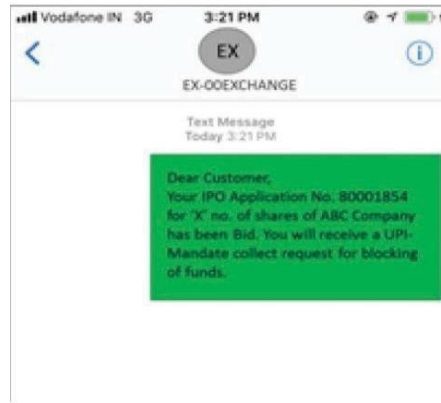 Vodafone IN 3G 3:21 PM
EX
EX-OOEXCHANGE
Text Message
Today 3:21 PM
Dear Customer,
Your IPO Application No. 80001854
for 'X' no. of shares of ABC Company
has been Bid. You will receive a UPI-
Mandate collect request for blocking
of funds.